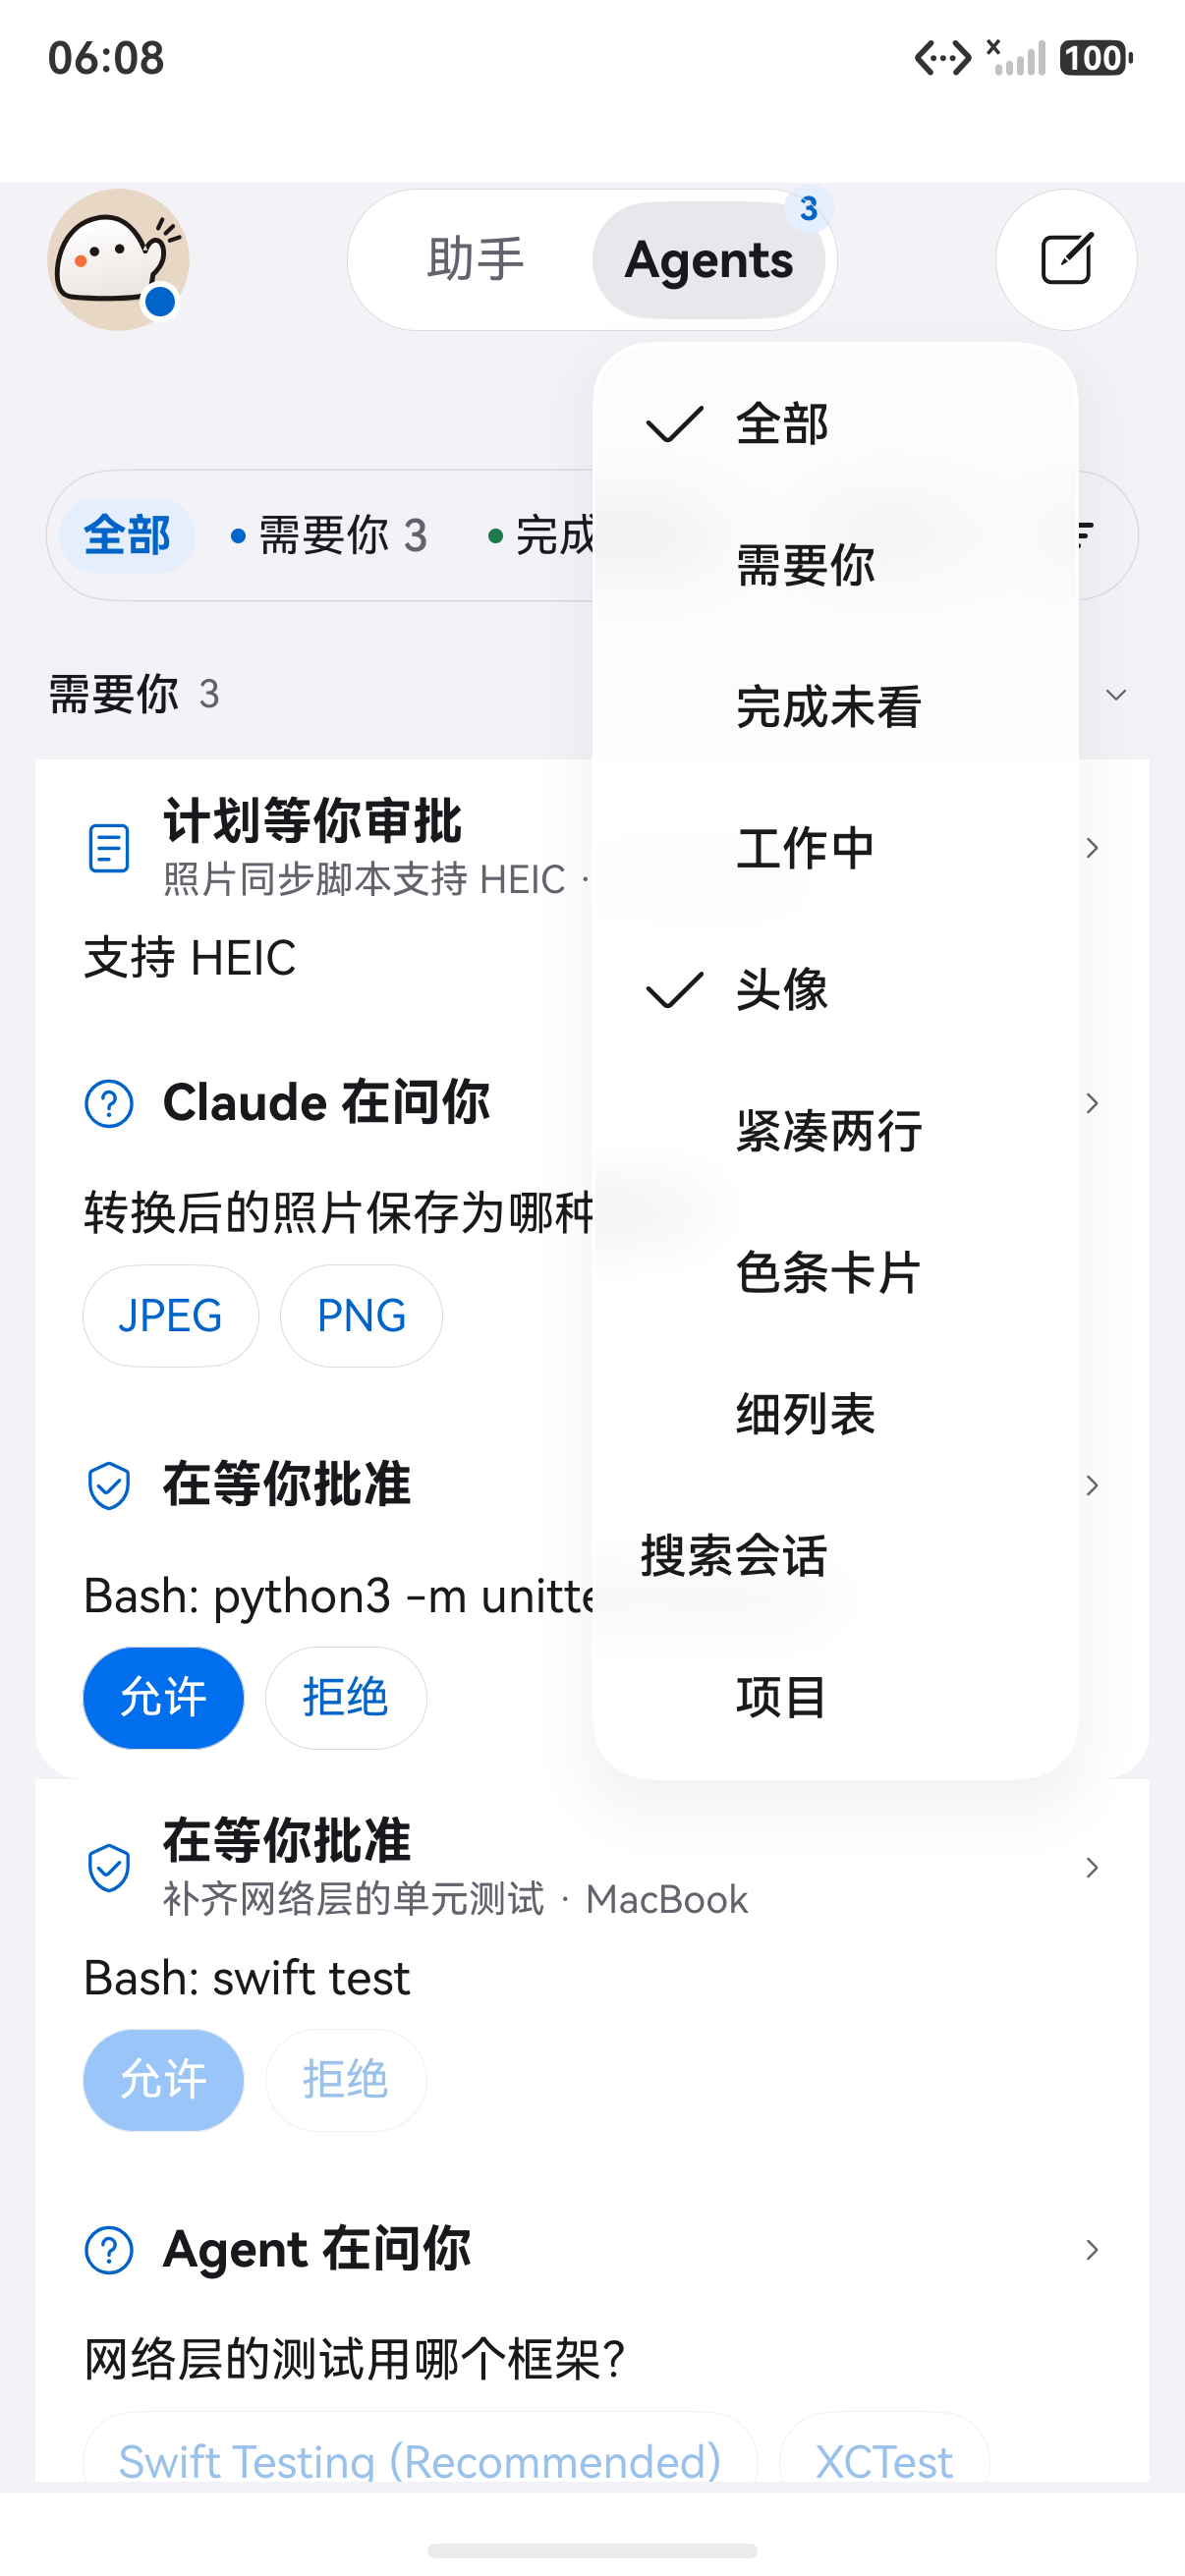 06:08
100
助手
Agents
3
全部
需要你 3
完成
全部
需要你
完成未看
工作中
头像
紧凑两行
色条卡片
细列表
搜索会话
项目
需要你 3
计划等你审批
照片同步脚本支持 HEIC ·
支持 HEIC
Claude 在问你
转换后的照片保存为哪种
JPEG
PNG
在等你批准
Bash: python3 -m unitte
允许
拒绝
在等你批准
补齐网络层的单元测试 · MacBook
Bash: swift test
允许
拒绝
Agent 在问你
网络层的测试用哪个框架?
Swift Testing (Recommended)
XCTest